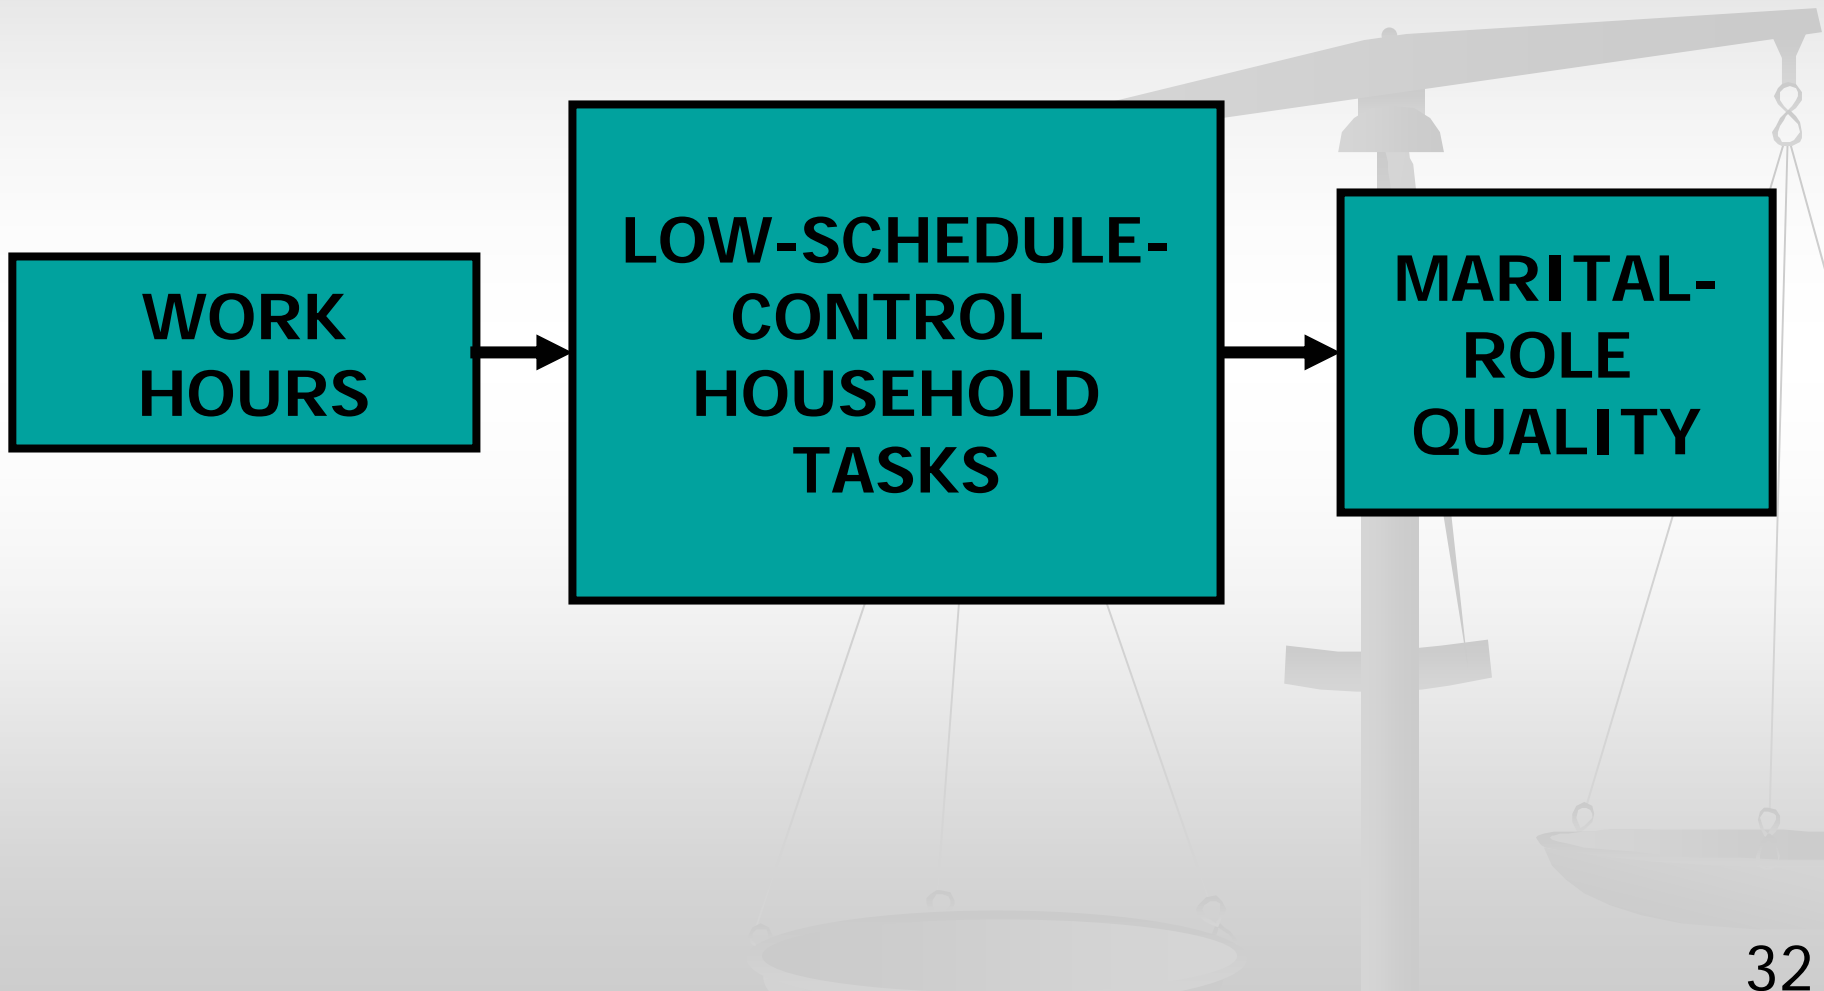 WORK
HOURS
LOW-SCHEDULE-
CONTROL
HOUSEHOLD
TASKS
MARITAL-
ROLE
QUALITY
32